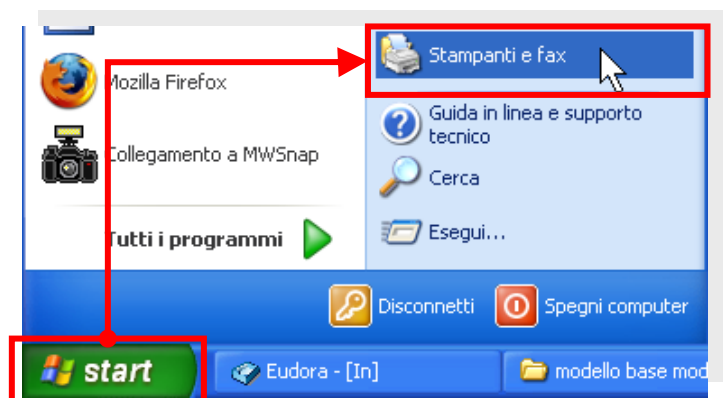 Mozilla Firefox
Collegamento a MWSnap
Tutti i programmi
Stampanti e fax
Guida in linea e supporto
tecnico
Cerca
Esegui...
Disconnetti
Spegni computer
start
Eudora - [In]
modello base mod